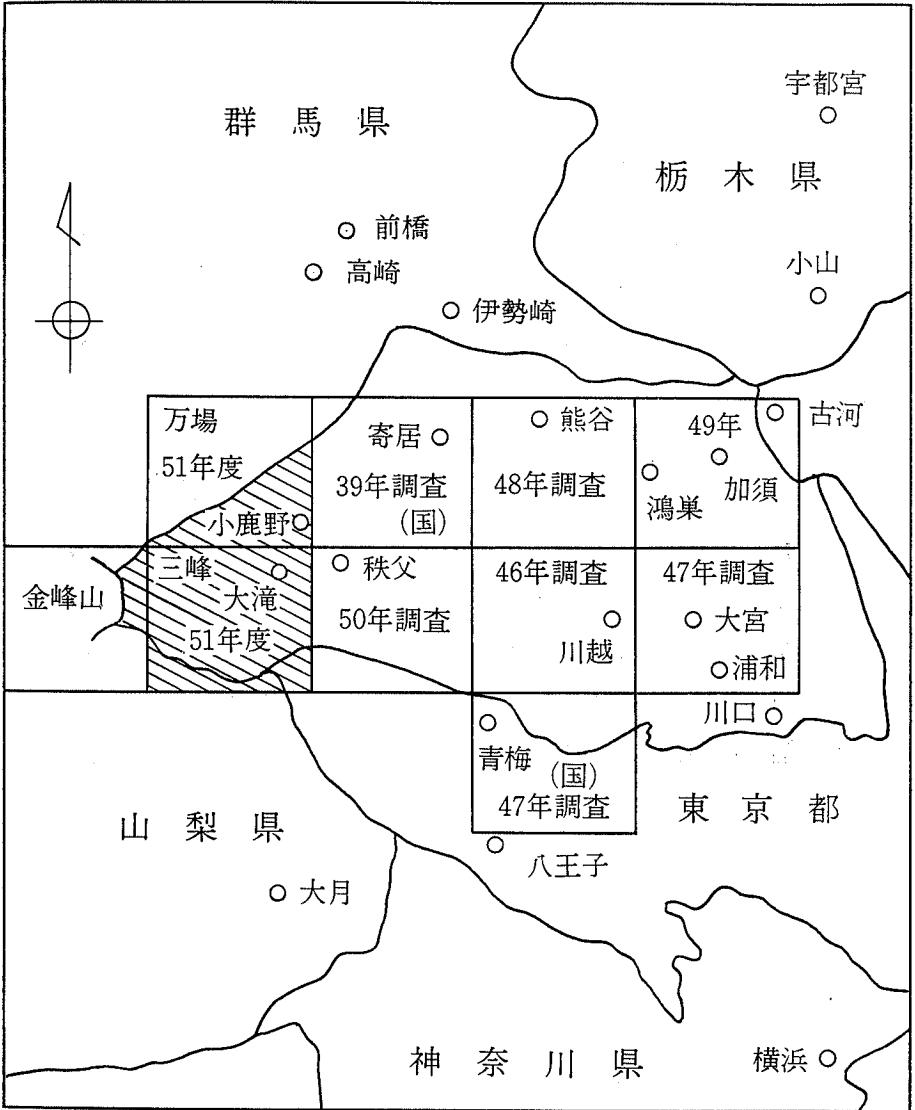 宇都宮
群馬県
栃木県
前橋
高崎
小山
伊勢崎
万場
51年度
寄居
39年調査
(国)
熊谷
48年調査
49年
古河
鴻巣
加須
小鹿野
金峰山
三峰
大滝
51年度
秩父
50年調査
46年調査
川越
47年調査
大宮
浦和
川口
青梅
(国)
47年調査
東京都
山梨県
八王子
大月
神奈川県
横浜